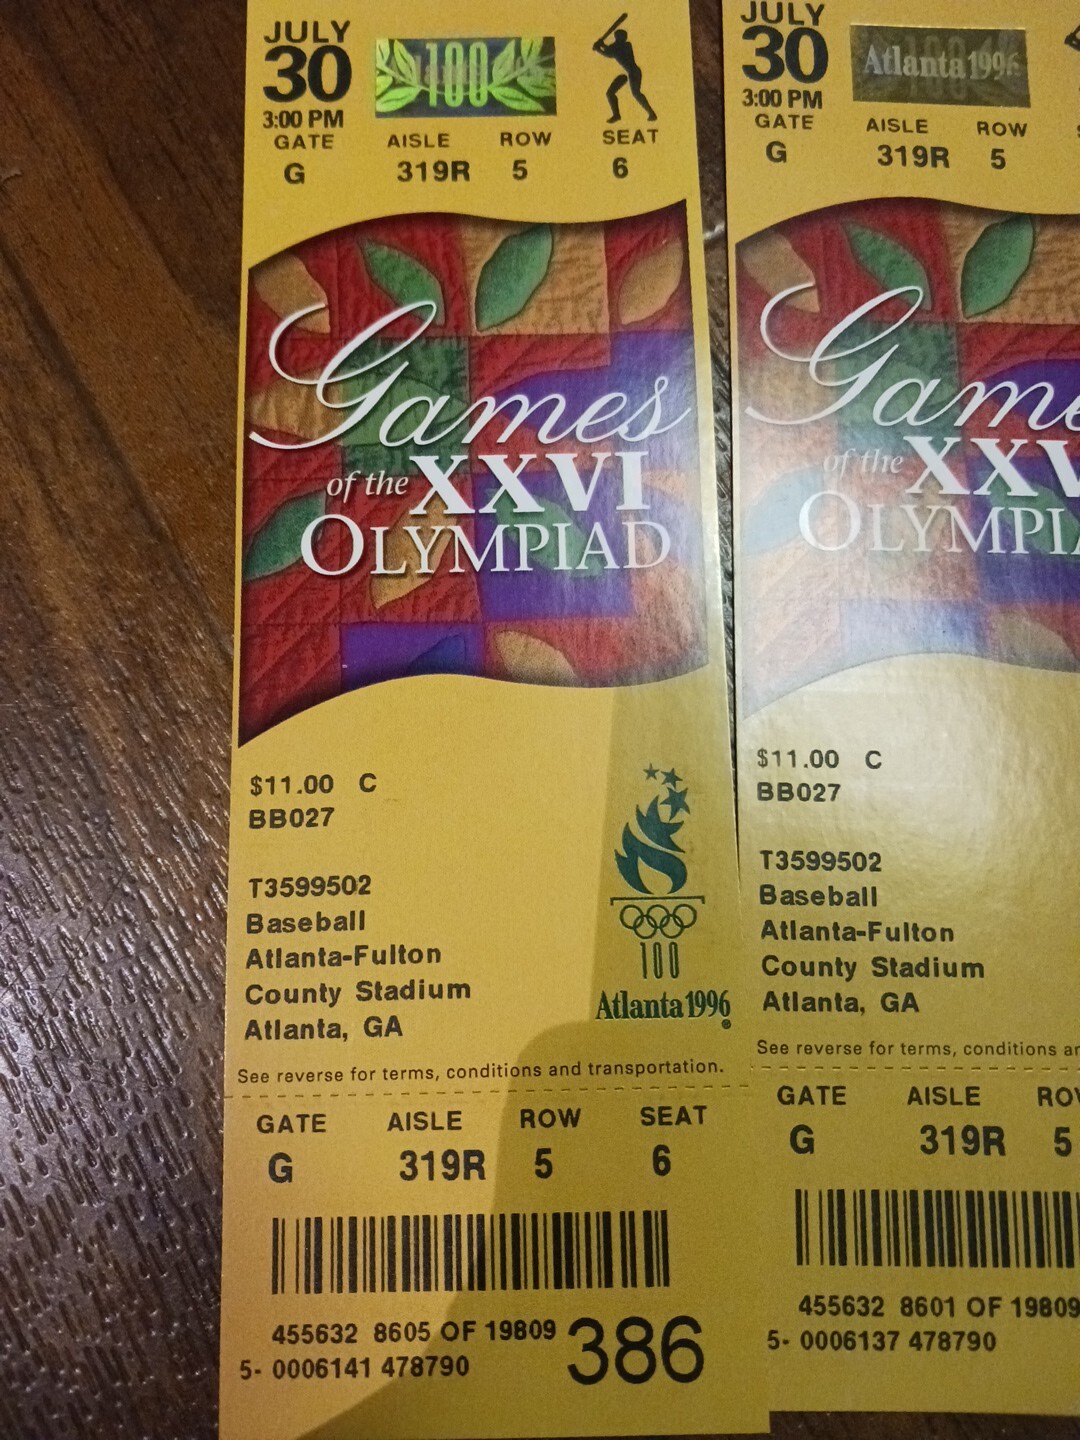 JULY
30
3:00 PM
100
GATE AISLE ROW SEAT
G 319R 5 6
Games
of the XXVI
OLYMPIAD
$11.00 C
BB027
T3599502
Baseball
Atlanta-Fulton
County Stadium
Atlanta, GA
100
Atlanta 1996
See reverse for terms, conditions and transportation.
GATE AISLE ROW SEAT
G 319R 5 6
455632 8605 OF 19809
5- 0006141 478790
386
JULY
30
3:00 PM
Atlanta 1996
GATE AISLE ROW
G 319R 5
of the
$11.00 C
BB027
T3599502
Baseball
Atlanta-Fulton
County Stadium
Atlanta, GA
See reverse for terms, conditions
GATE AISLE
G 319R 5
455632 8601 OF 19809
5- 0006137 478790